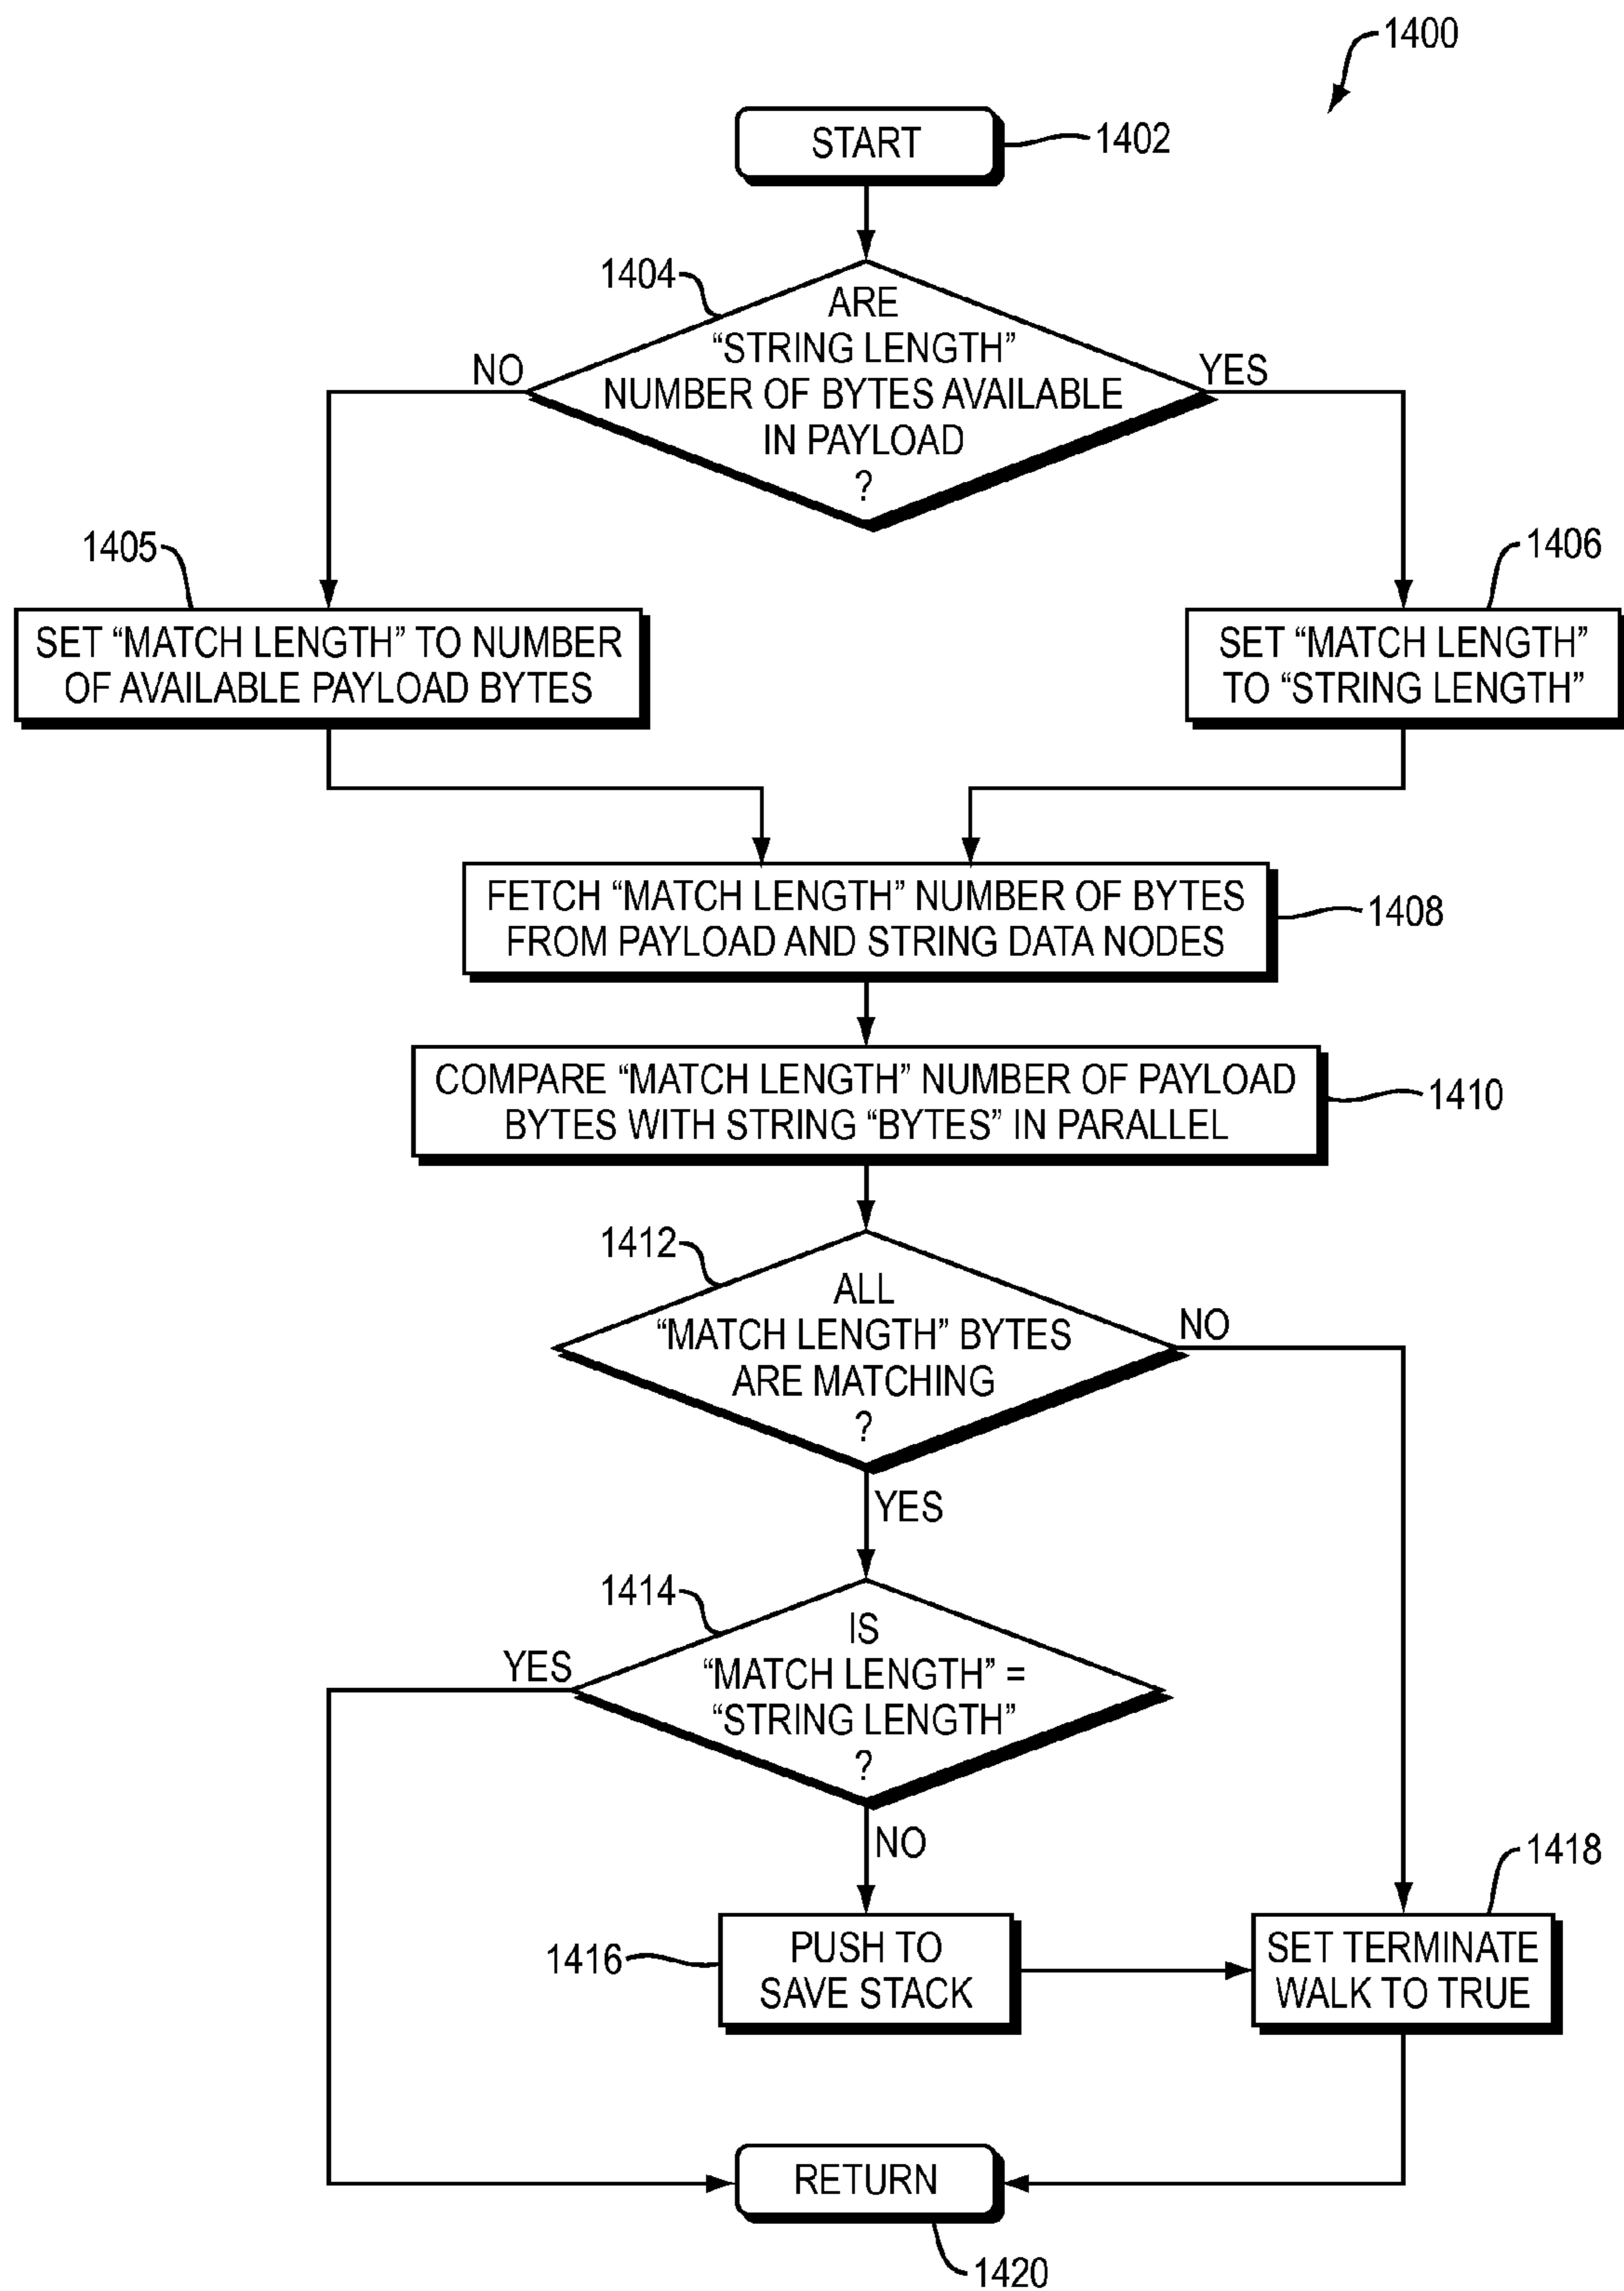 1400
START
1402
1404
ARE
“STRING LENGTH”
NUMBER OF BYTES AVAILABLE
IN PAYLOAD
?
NO
YES
1405
1406
SET “MATCH LENGTH” TO NUMBER
OF AVAILABLE PAYLOAD BYTES
SET “MATCH LENGTH”
TO “STRING LENGTH”
FETCH “MATCH LENGTH” NUMBER OF BYTES
FROM PAYLOAD AND STRING DATA NODES
1408
COMPARE “MATCH LENGTH” NUMBER OF PAYLOAD
BYTES WITH STRING “BYTES” IN PARALLEL
1410
1412
ALL
“MATCH LENGTH” BYTES
ARE MATCHING
?
NO
YES
1414
IS
“MATCH LENGTH” =
“STRING LENGTH”
?
YES
NO
1416
PUSH TO
SAVE STACK
1418
SET TERMINATE
WALK TO TRUE
RETURN
1420